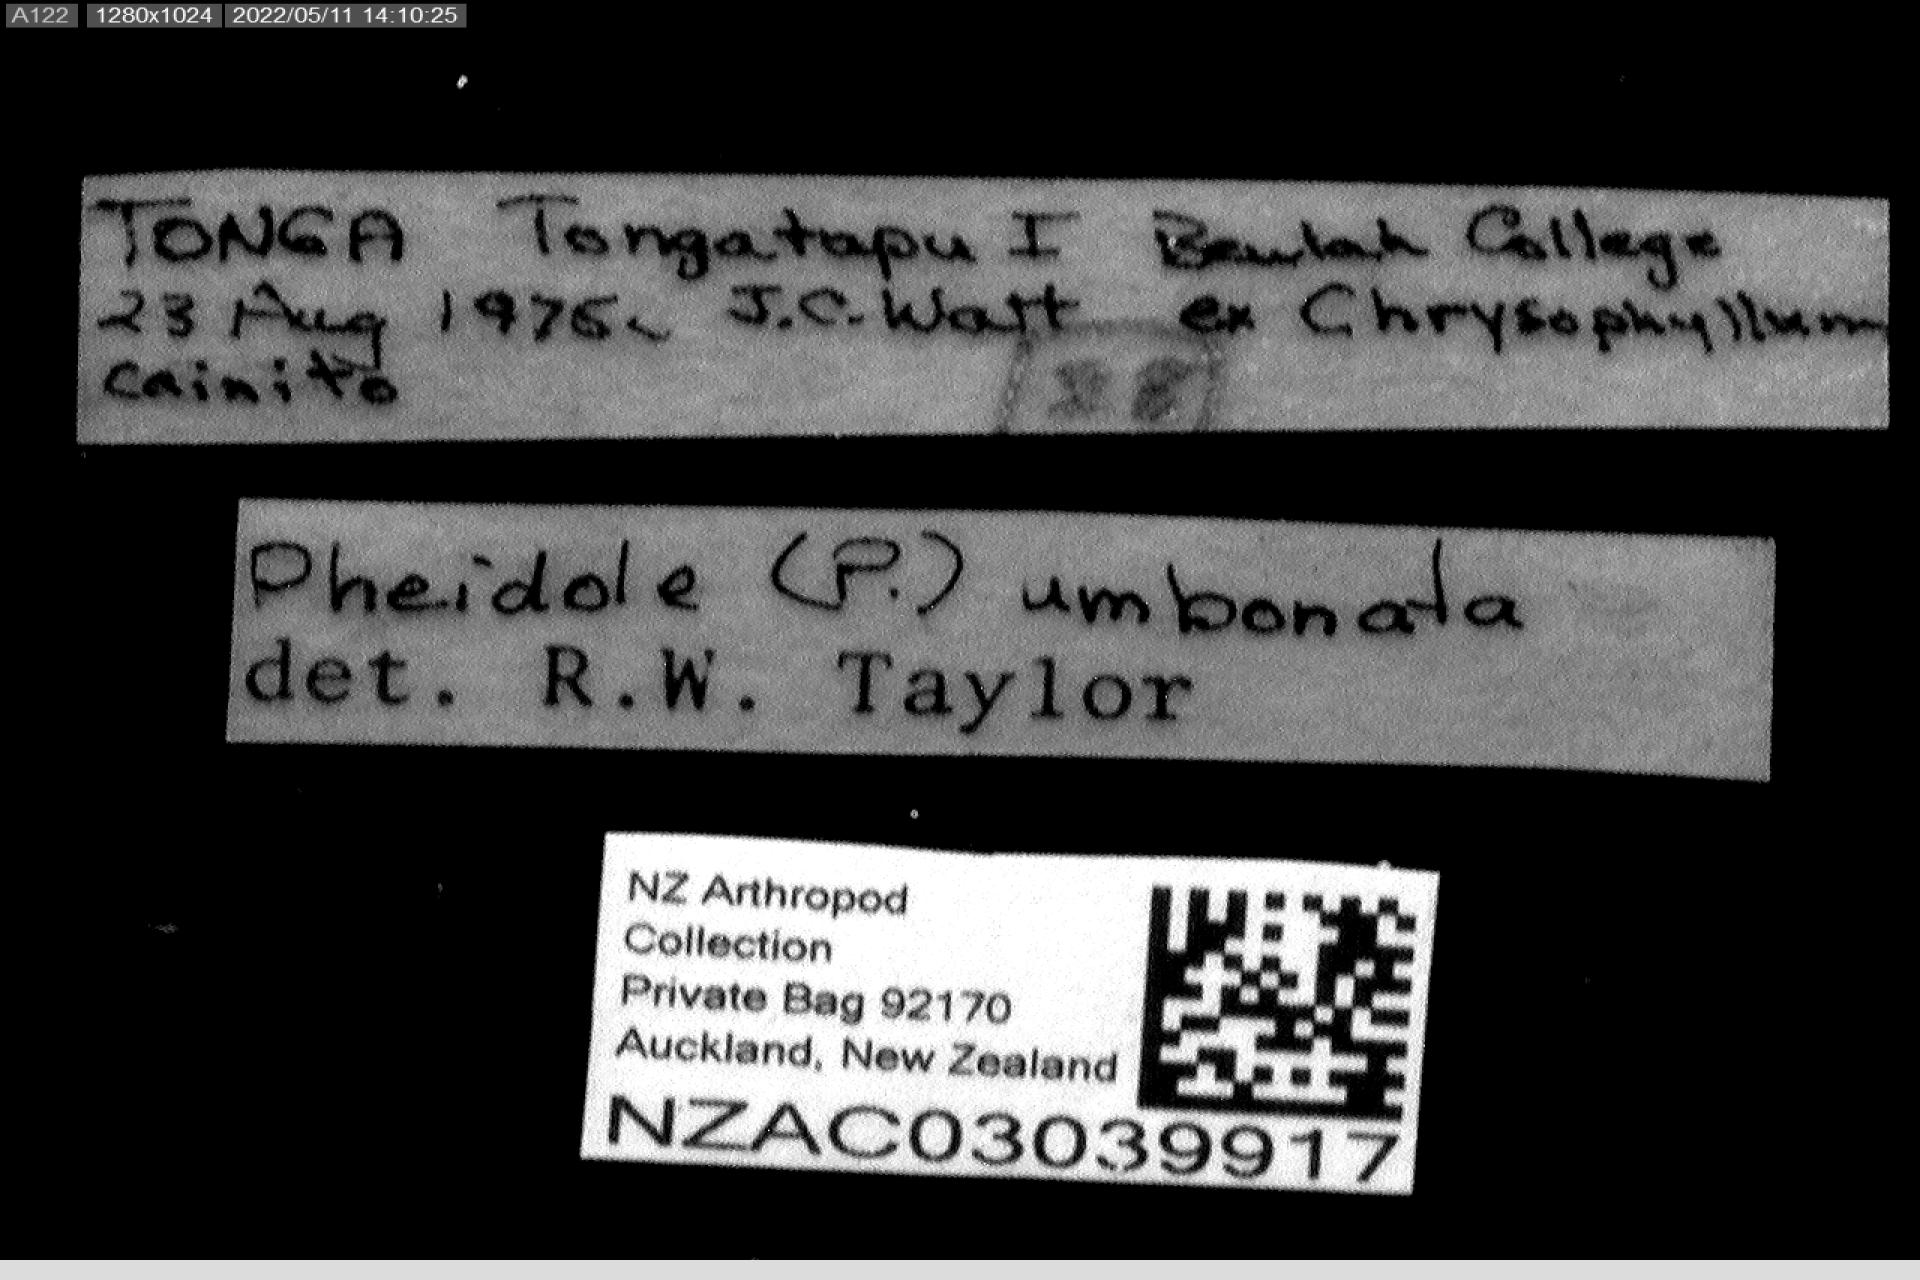 A122 1280x1024 2022/05/11 14:10:25
TONGA Tongatapu I Beulah College
23 Aug 1976 J.C. Watt ex Chrysophyllum
cainito
Pheidole (P.) umbonata
det. R.W. Taylor
NZ Arthropod
Collection
Private Bag 92170
Auckland, New Zealand
NZAC03039917